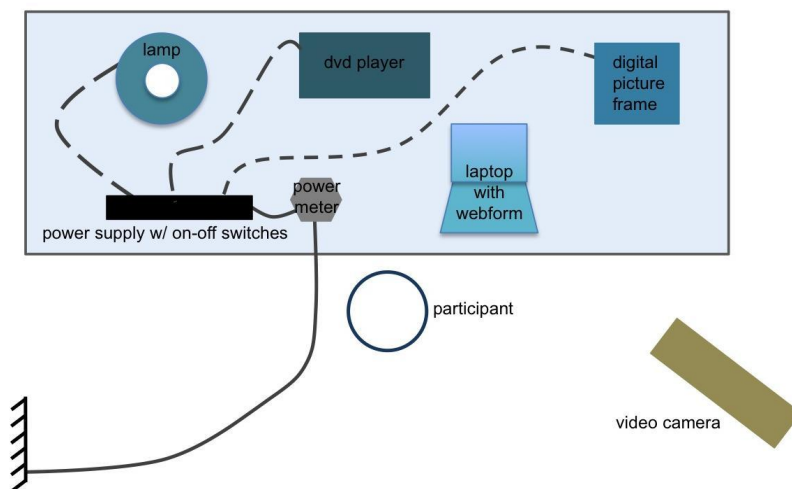 lamp
dvd player
digital
picture
frame
power
meter
laptop
with
webform
power supply w/ on-off switches
participant
video camera